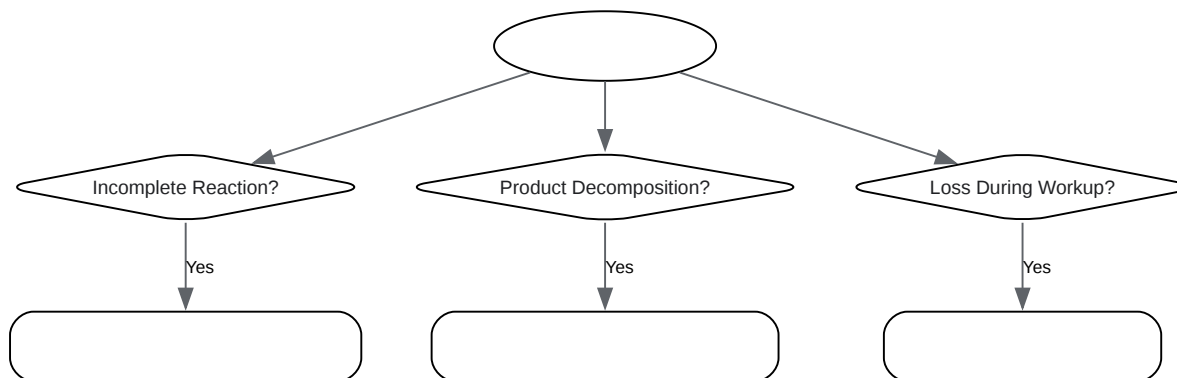 Incomplete Reaction?
Product Decomposition?
Loss During Workup?
Yes
Yes
Yes